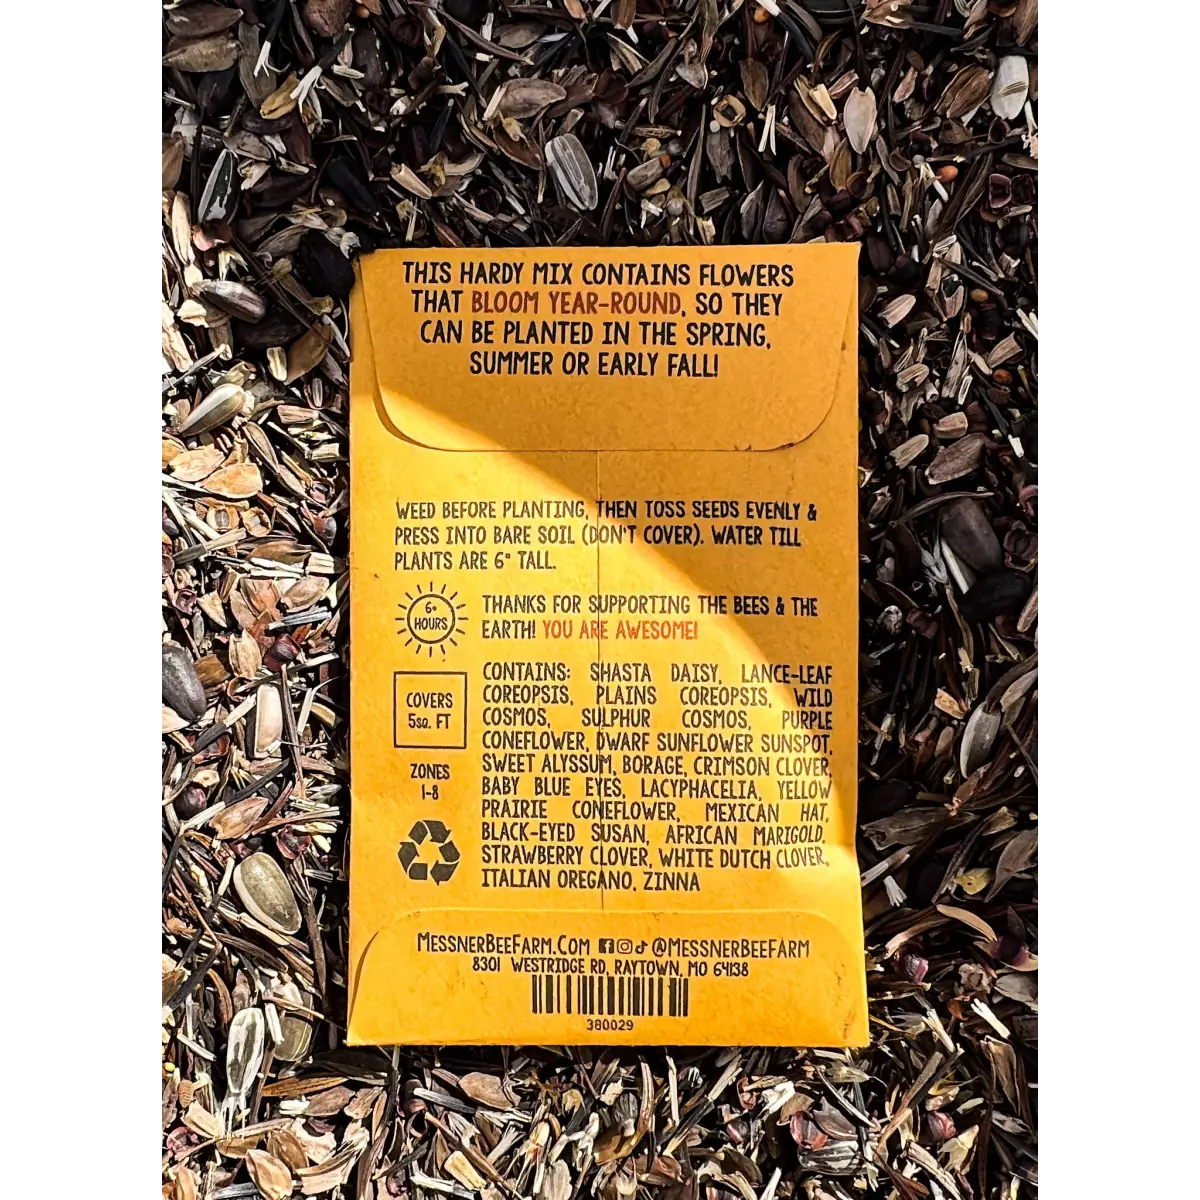 THIS HARDY MIX CONTAINS FLOWERS
THAT BLOOM YEAR-ROUND, SO THEY
CAN BE PLANTED IN THE SPRING,
SUMMER OR EARLY FALL!
WEED BEFORE PLANTING, THEN TOSS SEEDS EVENLY &
PRESS INTO BARE SOIL (DON'T COVER). WATER TILL
PLANTS ARE 6" TALL.
6+
HOURS
THANKS FOR SUPPORTING THE BEES & THE
EARTH! YOU ARE AWESOME!
COVERS
5SQ. FT
ZONES
1-8
CONTAINS: SHASTA DAISY, LANCE-LEAF
COREOPSIS, PLAINS COREOPSIS, WILD
COSMOS, SULPHUR COSMOS, PURPLE
CONEFLOWER, DWARF SUNFLOWER SUNSPOT,
SWEET ALYSSUM, BORAGE, CRIMSON CLOVER,
BABY BLUE EYES, LACYPHACELIA, YELLOW
PRAIRIE CONEFLOWER, MEXICAN HAT,
BLACK-EYED SUSAN, AFRICAN MARIGOLD,
STRAWBERRY CLOVER, WHITE DUTCH CLOVER,
ITALIAN OREGANO, ZINNA
MESSNERBEEFARM.COM @MESSNERBEEFARM
8301 WESTRIDGE RD, RAYTOWN, MO 64138
380029